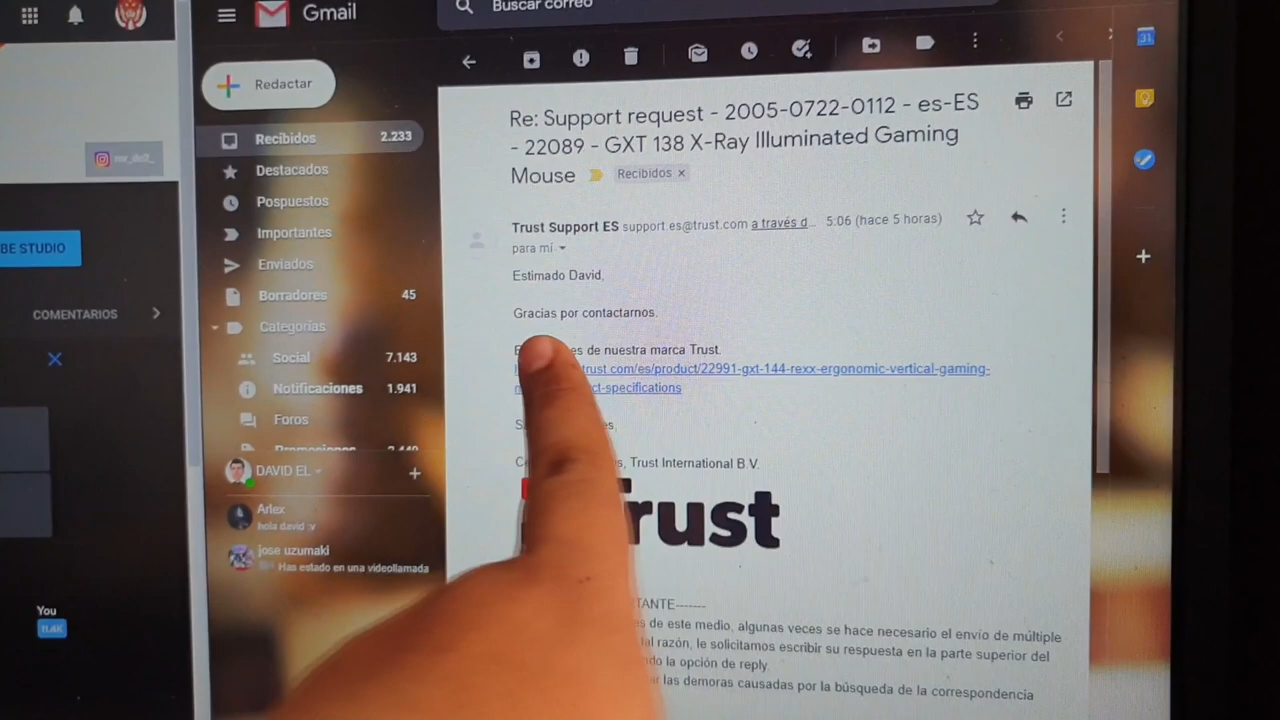 Gmail
Buscar correo
Redactar
Recibidos 2.233
Destacados
Pospuestos
Importantes
Enviados
Borradores 45
Categorías
Social 7.143
Notificaciones 1.941
Foros
Promociones
DAVID EL
Arlex
hola david :v
jose uzumaki
Has estado en una videollamada
BE STUDIO
COMENTARIOS
You
31
Re: Support request - 2005-0722-0112 - es-ES
- 22089 - GXT 138 X-Ray Illuminated Gaming
Mouse Recibidos ×
Trust Support ES support.es@trust.com a través d... 5:06 (hace 5 horas)
para mí
Estimado David,
Gracias por contactarnos.
es de nuestra marca Trust.
trust.com/es/product/22991-gxt-144-rexx-ergonomic-vertical-gaming-
ct-specifications
es,
s, Trust International B.V.
rust
TANTE-------
s de este medio, algunas veces se hace necesario el envío de múltiple
tal razón, le solicitamos escribir su respuesta en la parte superior del
ndo la opción de reply.
ar las demoras causadas por la búsqueda de la correspondencia